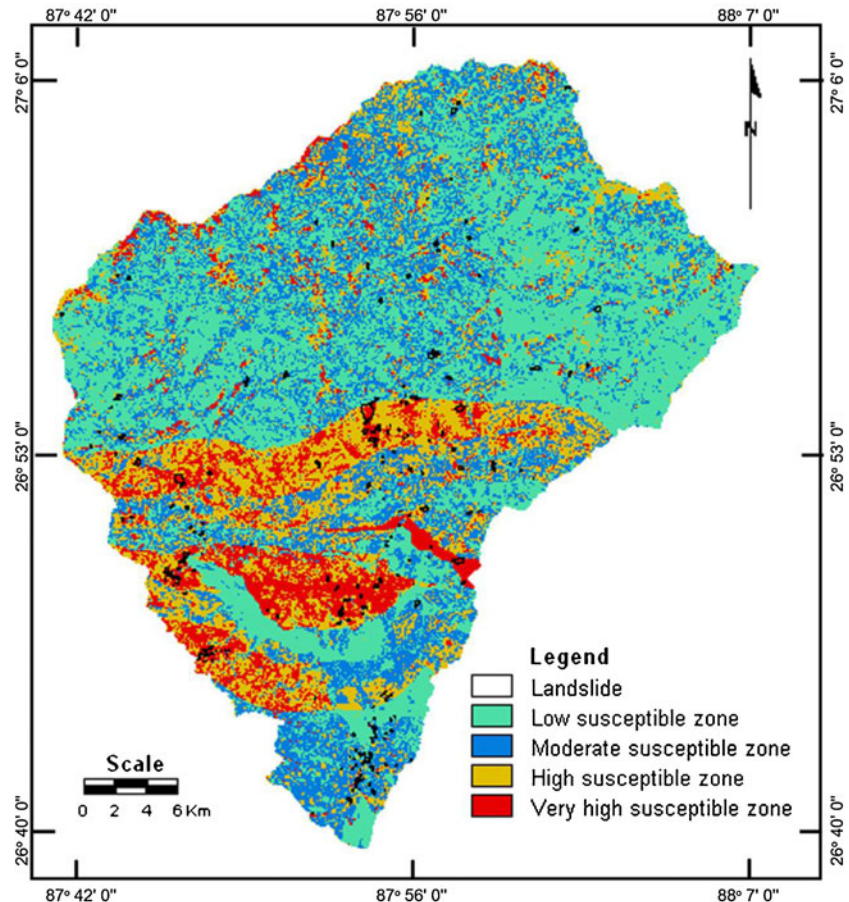 87° 42' 0"
87° 56' 0"
88° 7' 0"
27° 6' 0"
27° 6' 0"
N
26° 53' 0"
26° 53' 0"
Legend
Landslide
Low susceptible zone
Moderate susceptible zone
High susceptible zone
Very high susceptible zone
Scale
0 2 4 6 Km
26° 40' 0"
26° 40' 0"
87° 42' 0"
87° 56' 0"
88° 7' 0"